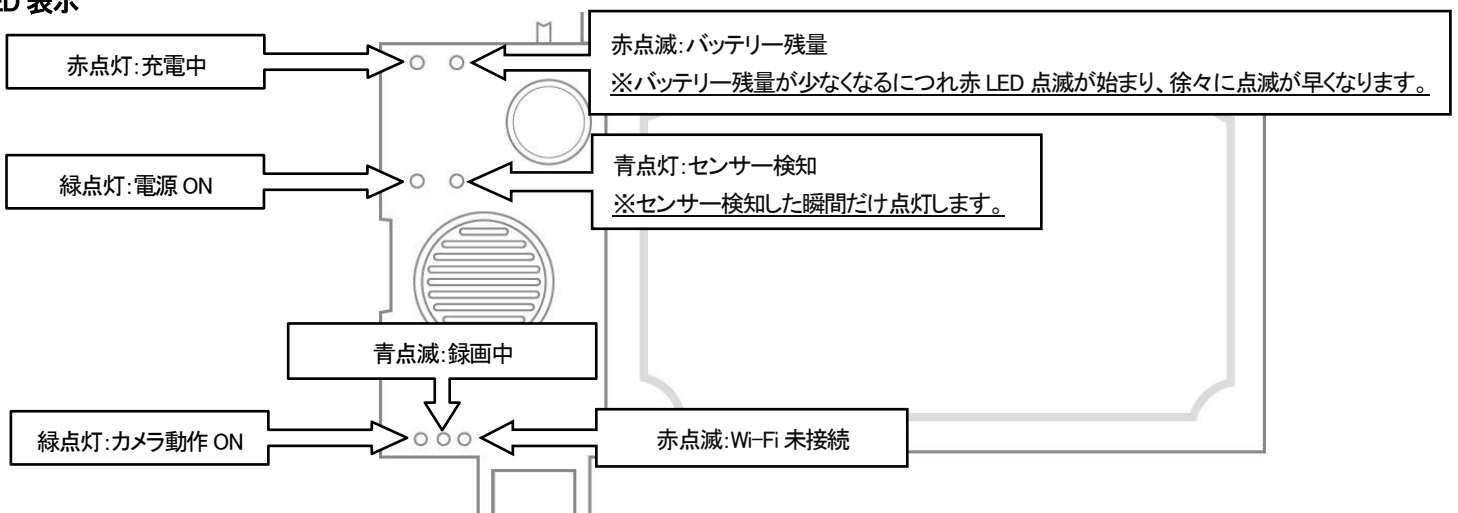 ED 表示
赤点灯:充電中
赤点滅:バッテリー残量
※バッテリー残量が少なくなるにつれ赤 LED 点滅が始まり、徐々に点滅が早くなります。
緑点灯:電源 ON
青点灯:センサー検知
※センサー検知した瞬間だけ点灯します。
青点滅:録画中
緑点灯:カメラ動作 ON
赤点滅:Wi-Fi 未接続